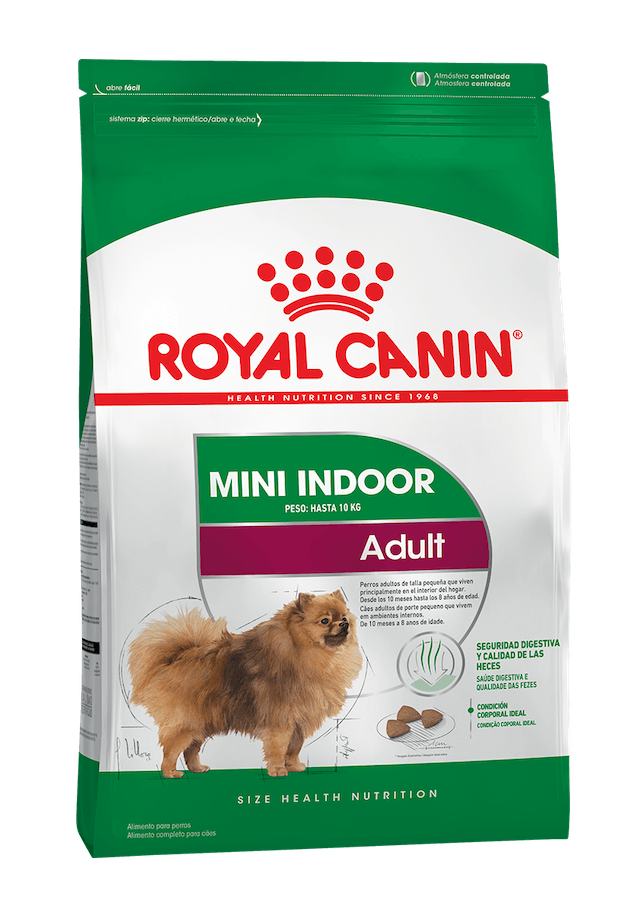 abre fácil
Atmósfera controlada
Atmosfera controlada
sistema zip: cierre hermético/abre e fecha
ROYAL CANIN®
HEALTH NUTRITION SINCE 1968
MINI INDOOR
PESO: HASTA 10 KG
Adult
Perros adultos de talla pequeña que viven
principalmente en el interior del hogar.
Desde los 10 meses hasta los 8 años de edad.
Cães adultos de porte pequeno que vivem
em ambientes internos.
De 10 meses a 8 anos de idade.
SEGURIDAD DIGESTIVA
Y CALIDAD DE LAS
HECES
SAÚDE DIGESTIVA E
QUALIDADE DAS FEZES
CONDICIÓN
CORPORAL IDEAL
CONDIÇÃO COPORAL IDEAL
1cm
SIZE HEALTH NUTRITION
Alimento para perros
Alimento completo para cães